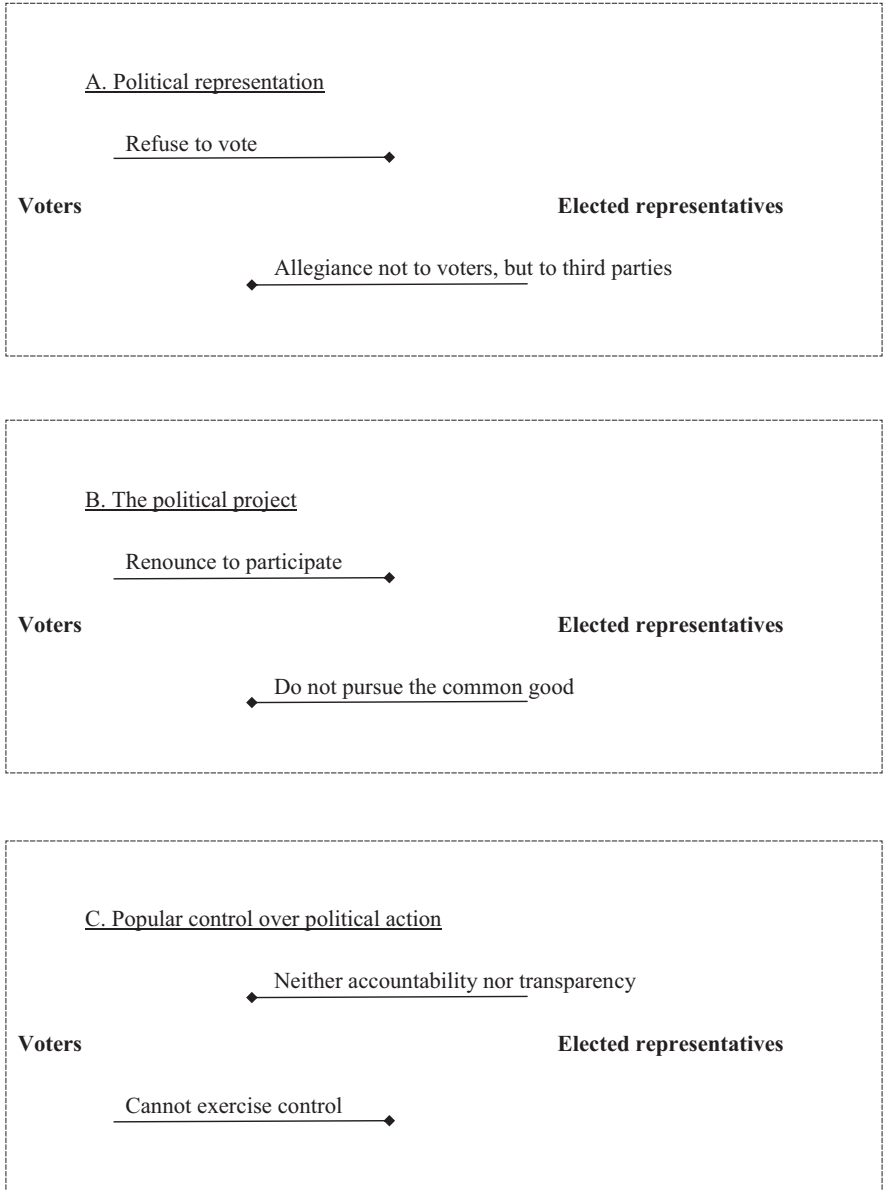 A. Political representation
Refuse to vote
Voters Elected representatives
Allegiance not to voters, but to third parties
B. The political project
Renounce to participate
Voters Elected representatives
Do not pursue the common good
C. Popular control over political action
Neither accountability nor transparency
Voters Elected representatives
Cannot exercise control